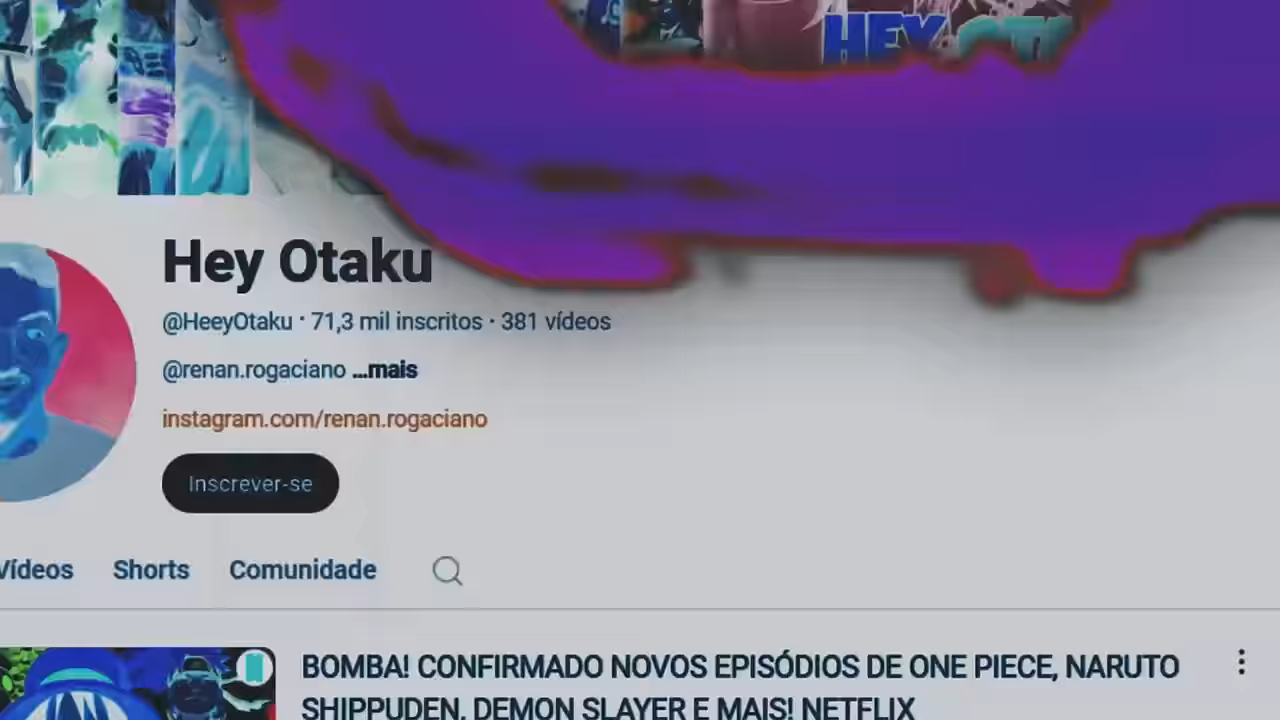 HEY
Hey Otaku
@HeeyOtaku · 71,3 mil inscritos · 381 vídeos
@renan.rogaciano ...mais
instagram.com/renan.rogaciano
Inscrever-se
Vídeos Shorts Comunidade
BOMBA! CONFIRMADO NOVOS EPISÓDIOS DE ONE PIECE, NARUTO
SHIPPUDEN, DEMON SLAYER E MAIS! NETFLIX